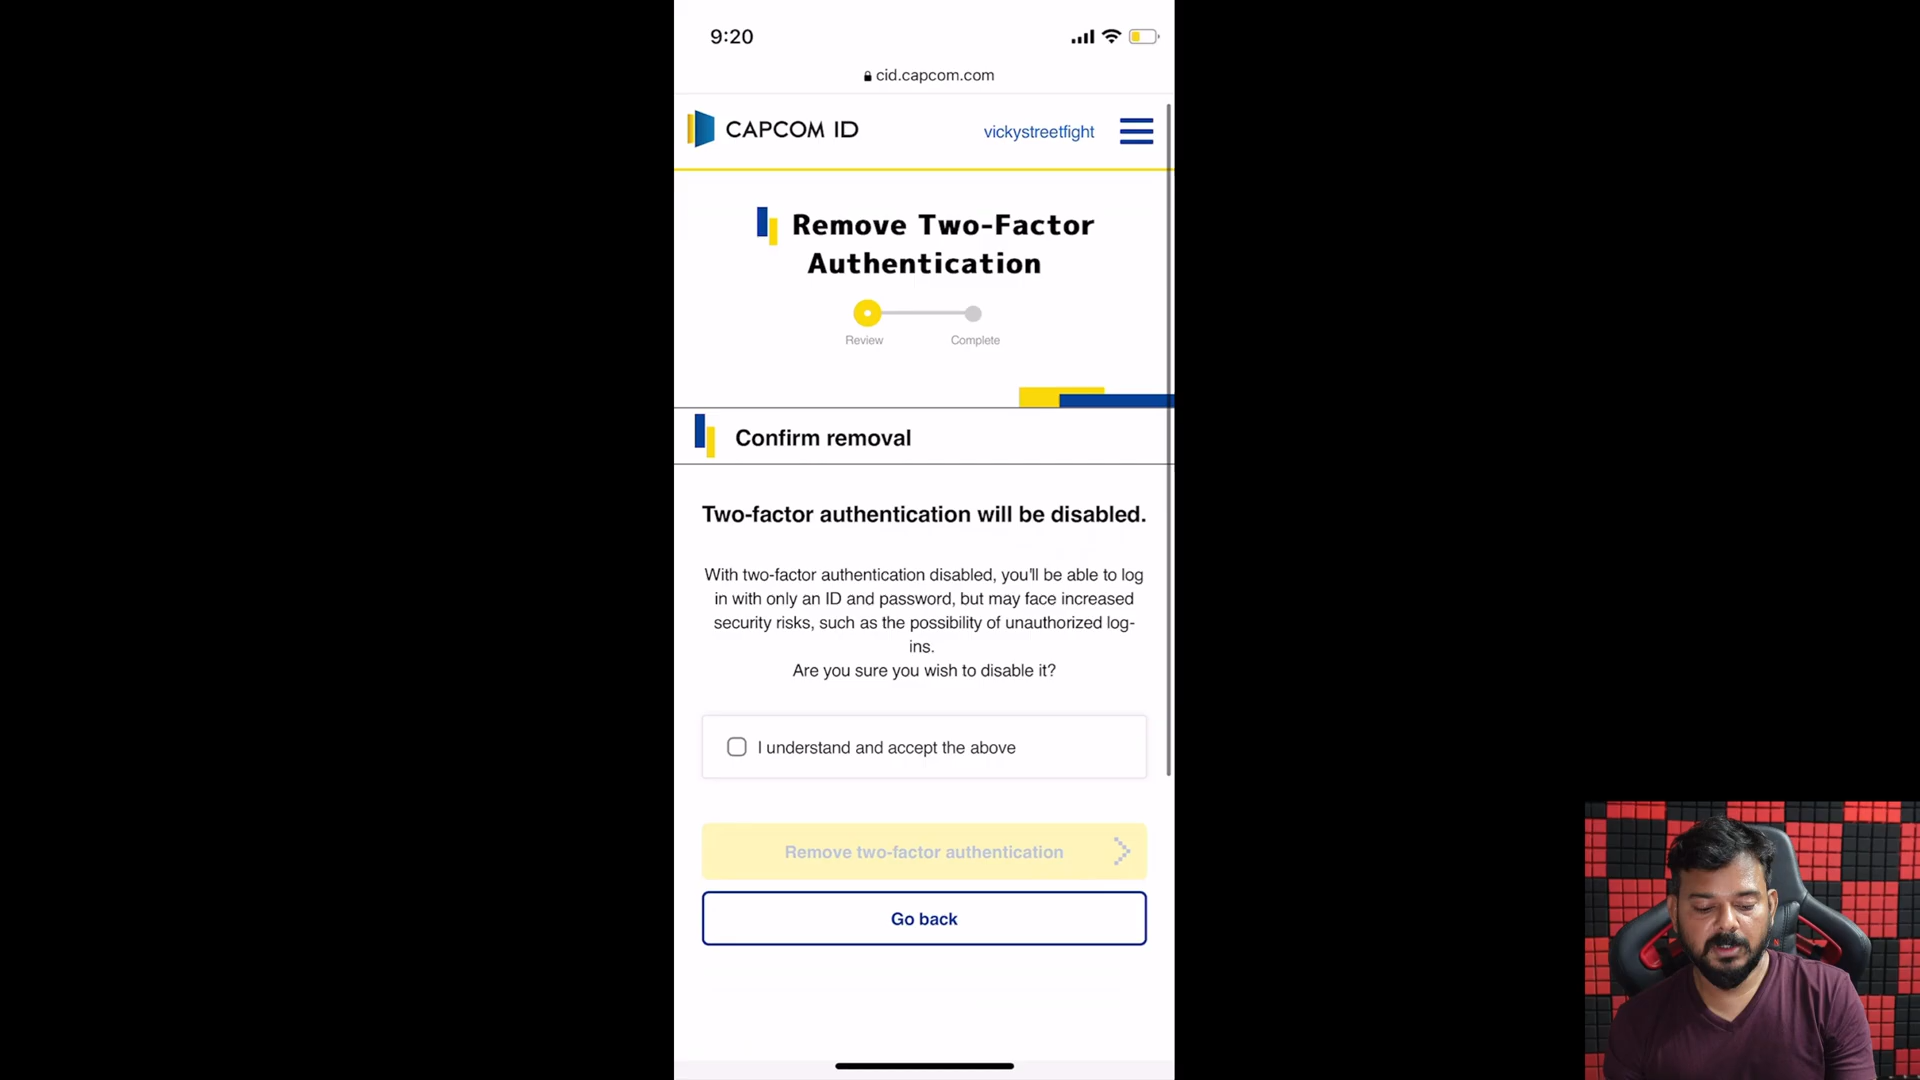 9:20
cid.capcom.com
CAPCOM ID
vickystreetfight
Remove Two-Factor
Authentication
Review
Complete
Confirm removal
Two-factor authentication will be disabled.
With two-factor authentication disabled, you'll be able to log
in with only an ID and password, but may face increased
security risks, such as the possibility of unauthorized log-
ins.
Are you sure you wish to disable it?
I understand and accept the above
Remove two-factor authentication
Go back